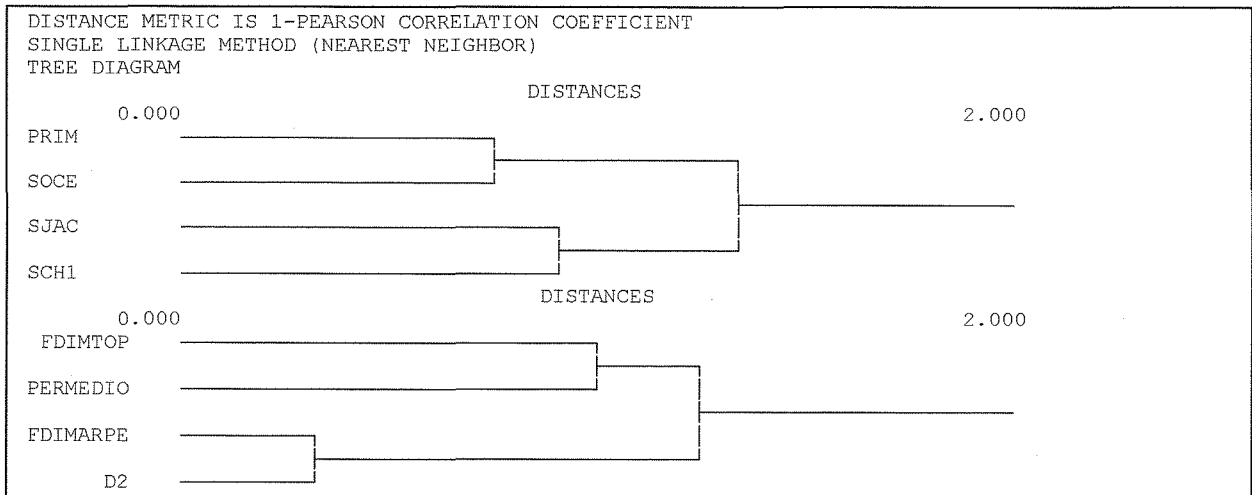 DISTANCE METRIC IS 1-PEARSON CORRELATION COEFFICIENT
SINGLE LINKAGE METHOD (NEAREST NEIGHBOR)
TREE DIAGRAM
DISTANCES
0.000 2.000
PRIM
SOCE
SJAC
SCH1
DISTANCES
0.000 2.000
FDIMTOP
PERMEDIO
FDIMARPE
D2